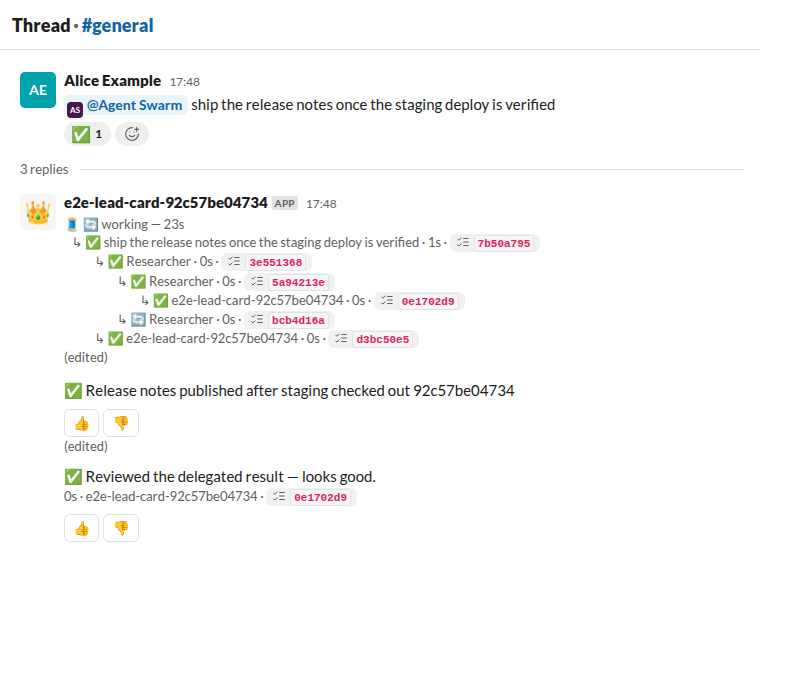 Thread • #general
AE
Alice Example 17:48
AS @Agent Swarm ship the release notes once the staging deploy is verified
1
3 replies
e2e-lead-card-92c57be04734 APP 17:48
working — 23s
↳ ship the release notes once the staging deploy is verified · 1s · 7b50a795
↳ Researcher · 0s · 3e551368
↳ Researcher · 0s · 5a94213e
↳ e2e-lead-card-92c57be04734 · 0s · 0e1702d9
↳ Researcher · 0s · bcb4d16a
↳ e2e-lead-card-92c57be04734 · 0s · d3bc50e5
(edited)
Release notes published after staging checked out 92c57be04734
(edited)
Reviewed the delegated result — looks good.
0s · e2e-lead-card-92c57be04734 · 0e1702d9